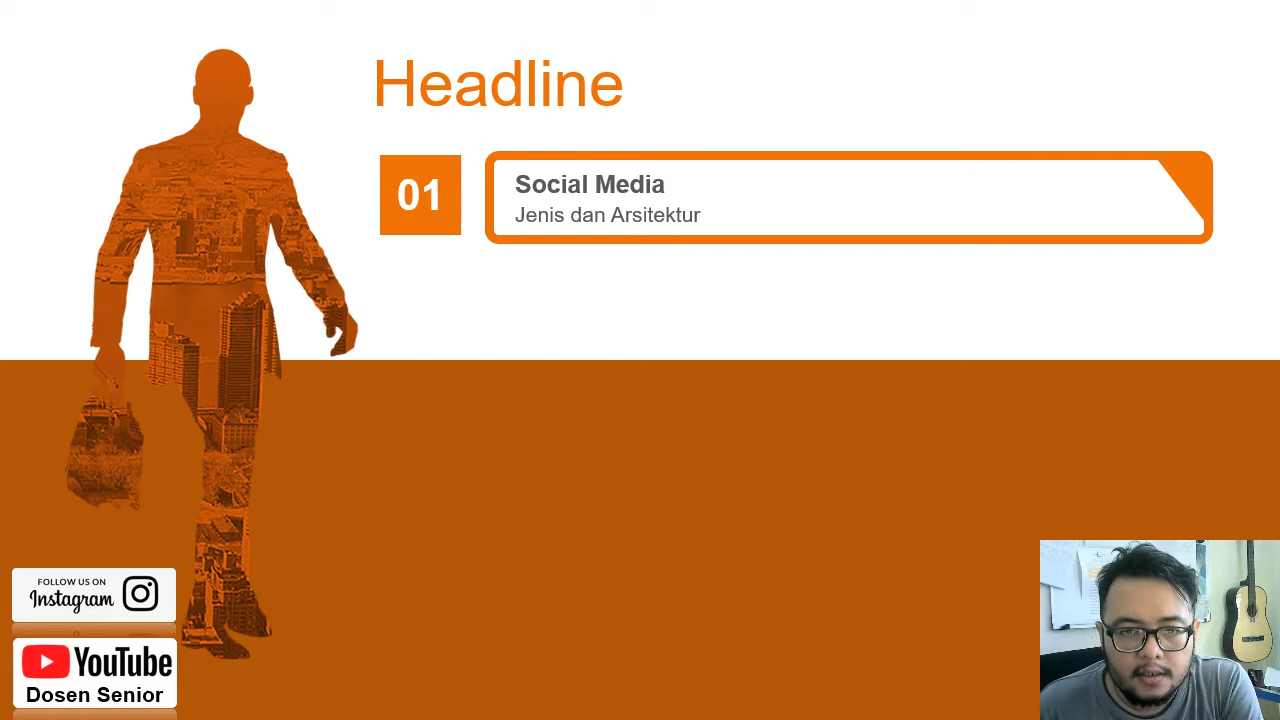 Headline
01
Social Media
Jenis dan Arsitektur
FOLLOW US ON
Instagram
YouTube
Dosen Senior